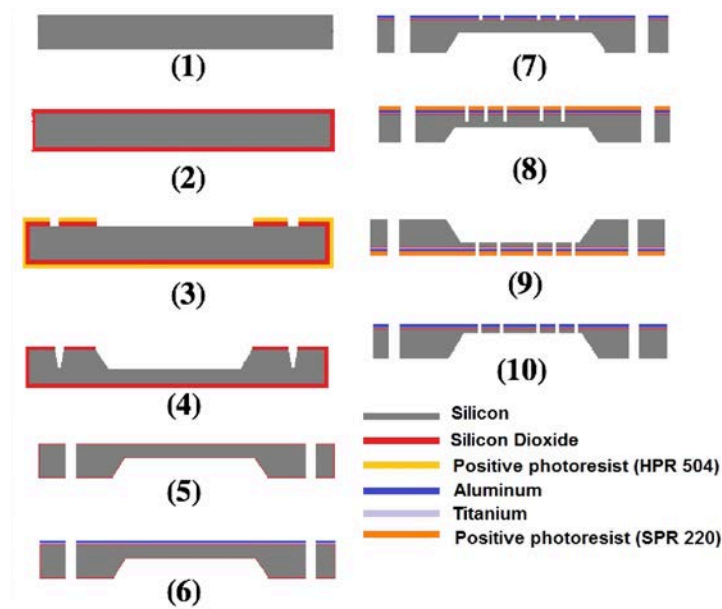 (1)
(2)
(3)
(4)
(5)
(6)
(7)
(8)
(9)
(10)
Silicon
Silicon Dioxide
Positive photoresist (HPR 504)
Aluminum
Titanium
Positive photoresist (SPR 220)